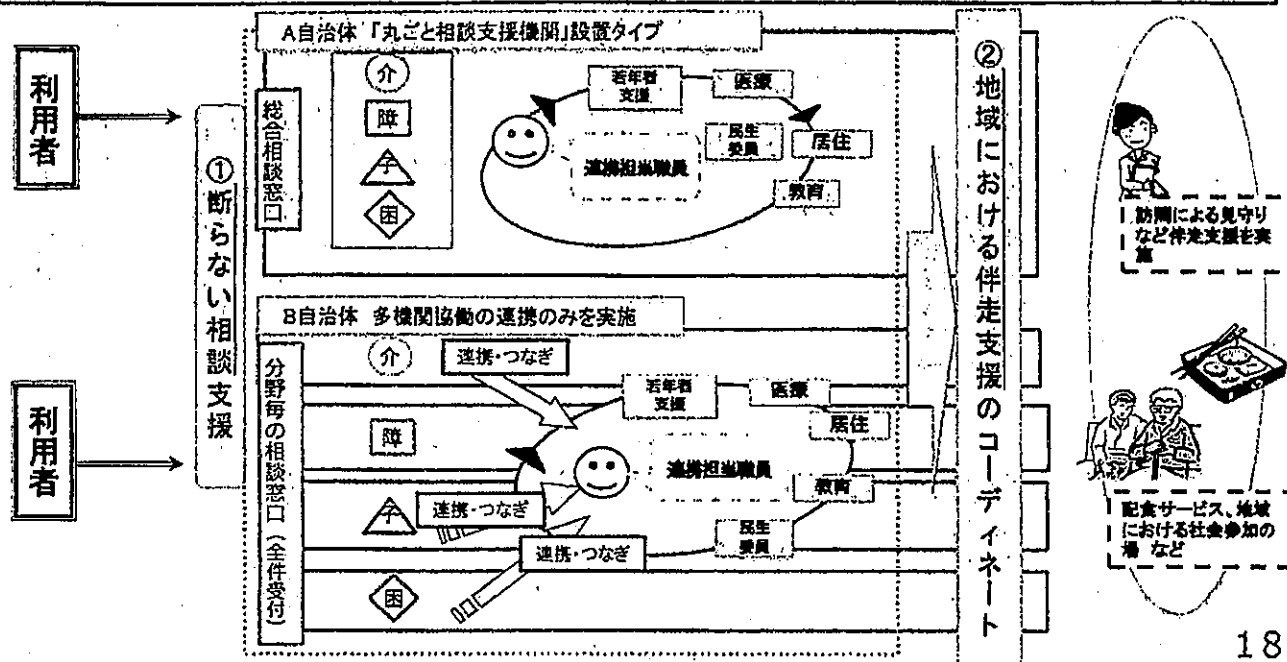 A自治体 「丸ごと相談支援機関」設置タイプ
利用者
①断らない相談支援
総合相談窓口
介
障
子
困
若年者
支援
医療
民生
委員
居住
教育
連携担当職員
B自治体 多機関協働の連携のみを実施
利用者
分野毎の相談窓口(全件受付)
介
障
子
困
連携・つなぎ
連携・つなぎ
連携・つなぎ
若年者
支援
医療
居住
教育
民生
委員
連携担当職員
②地域における伴走支援のコーディネート
訪問による見守り
など伴走支援を実
施
配食サービス、地域
における社会参加の
場 など
18